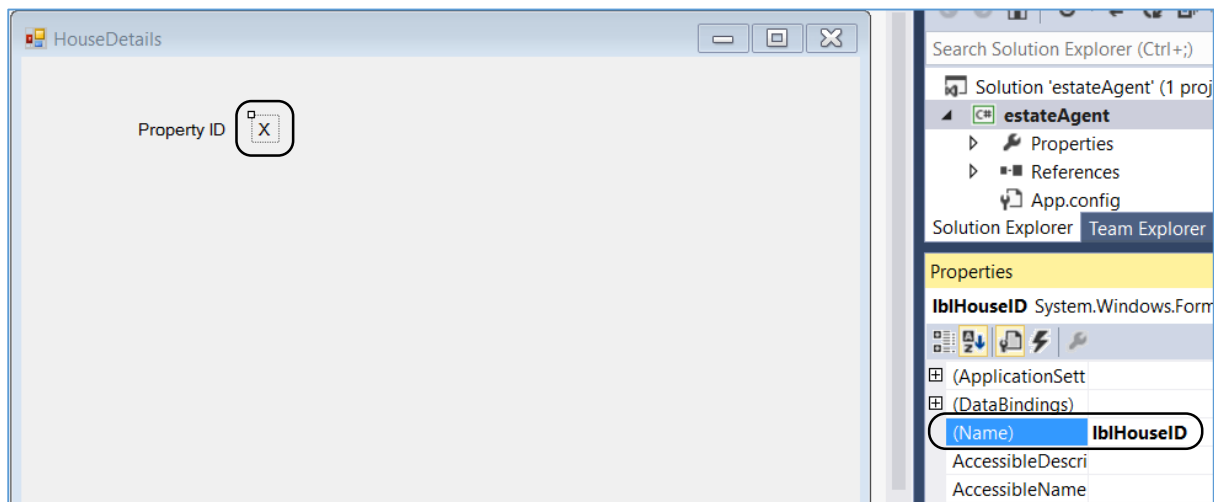 HouseDetails
Property ID X
Search Solution Explorer (Ctrl+;)
Solution 'estateAgent' (1 proj
C# estateAgent
Properties
References
App.config
Solution Explorer Team Explorer
Properties
lblHouseID System.Windows.Form
(ApplicationSett
(DataBindings)
(Name) lblHouseID
AccessibleDescri
AccessibleName